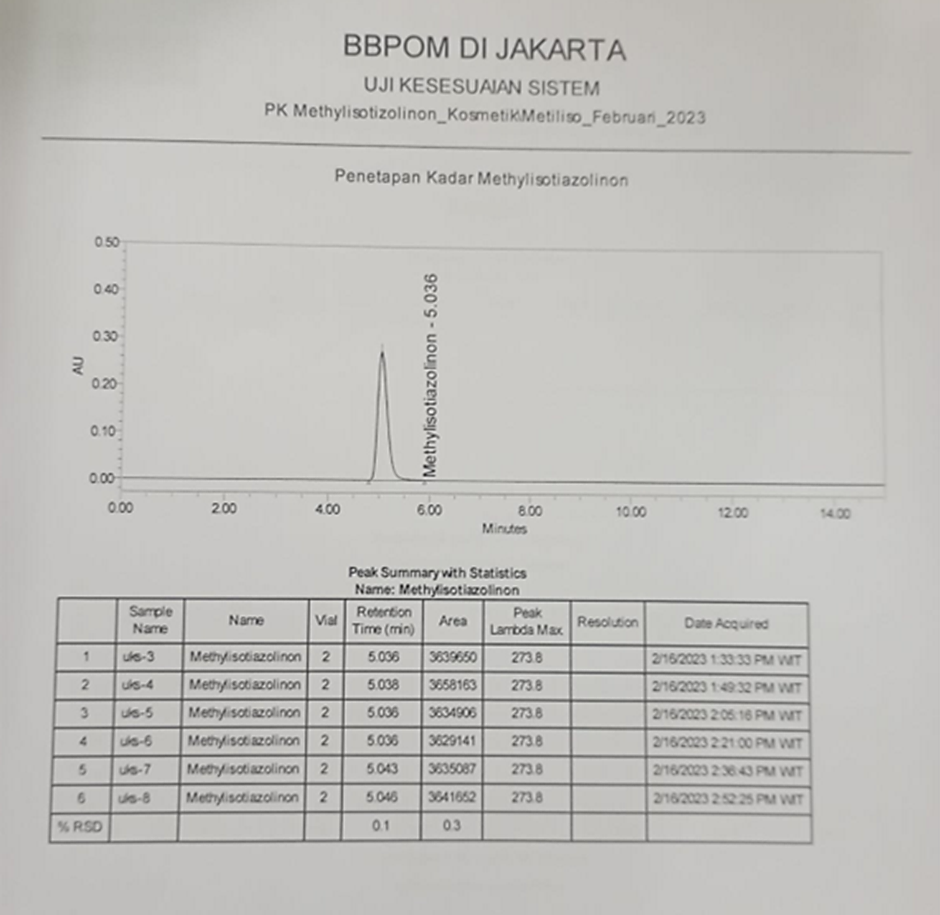 BBPOM DI JAKARTA
UJI KESESUAIAN SISTEM
PK Methylisotizolinon_Kosmetik\Metiliso_Februari_2023
Penetapan Kadar Methylisotiazolinon
0.50
0.40
0.30
0.20
0.10
0.00
AU
Methylisotiazolinon - 5.036
0.00 2.00 4.00 6.00 8.00 10.00 12.00 14.00
Minutes
Peak Summary with Statistics
Name: Methylisotiazolinon
Sample Name Name Vial Retention Time (min) Area Peak Lambda Max. Resolution Date Acquired
1 uks-3 Methylisotiazolinon 2 5.036 3639650 273.8 2/16/2023 1:33:33 PM WIT
2 uks-4 Methylisotiazolinon 2 5.038 3658163 273.8 2/16/2023 1:49:32 PM WIT
3 uks-5 Methylisotiazolinon 2 5.036 3634906 273.8 2/16/2023 2:05:16 PM WIT
4 uks-6 Methylisotiazolinon 2 5.036 3629141 273.8 2/16/2023 2:21:00 PM WIT
5 uks-7 Methylisotiazolinon 2 5.043 3635087 273.8 2/16/2023 2:36:43 PM WIT
6 uks-8 Methylisotiazolinon 2 5.046 3641652 273.8 2/16/2023 2:52:25 PM WIT
% RSD 0.1 0.3